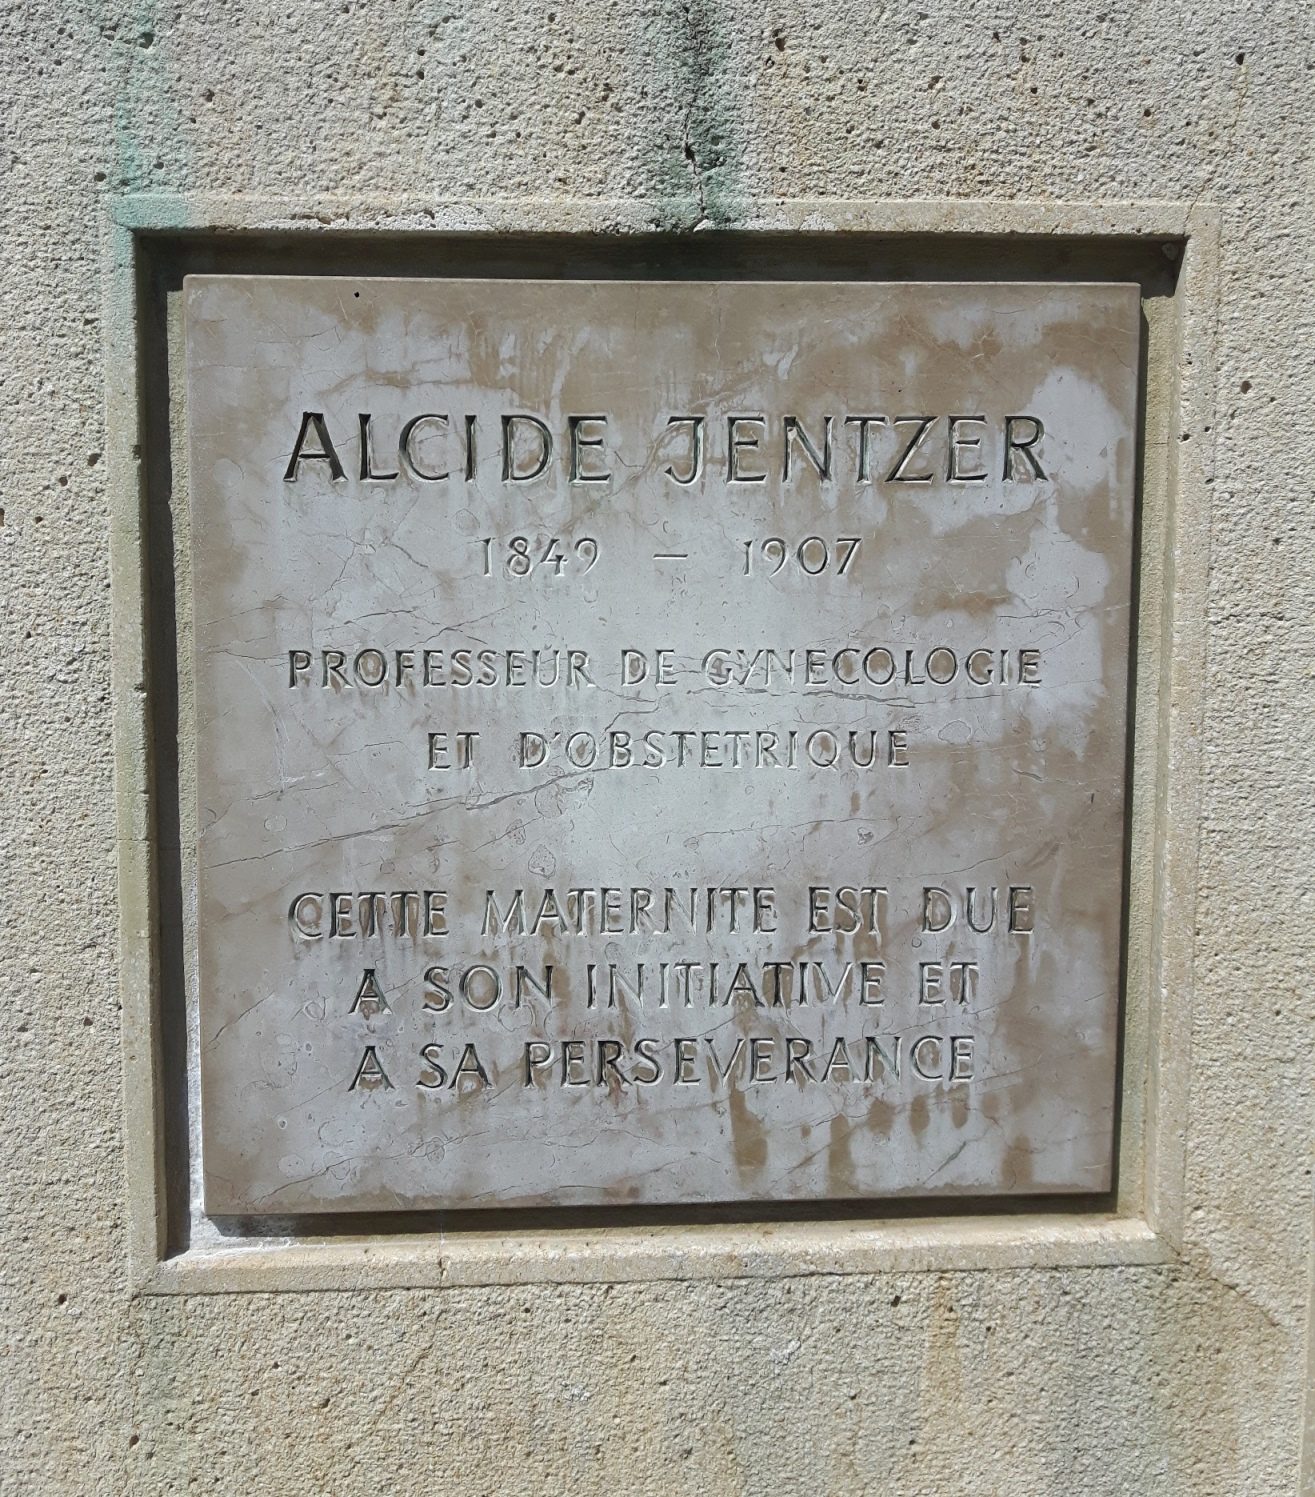 ALCIDE JENTZER
1849 – 1907
PROFESSEUR DE GYNECOLOGIE
ET D'OBSTETRIQUE
CETTE MATERNITE EST DUE
A SON INITIATIVE ET
A SA PERSEVERANCE